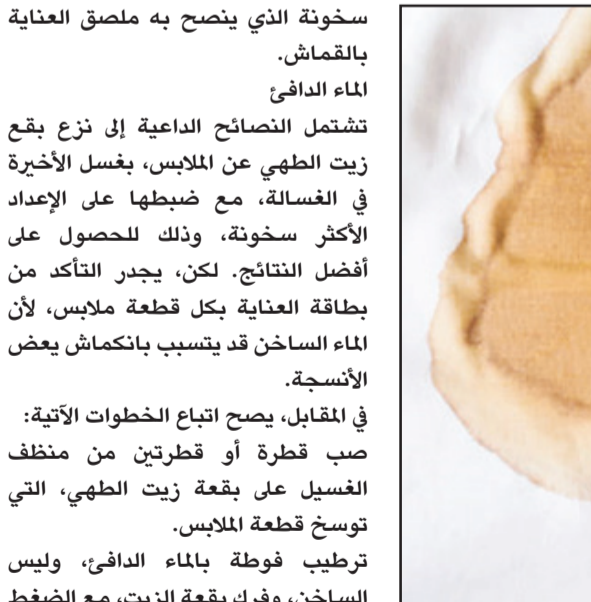 سخونة الذي ينصح به ملصق العناية
بالقماش.
الماء الدافئ
تشتمل النصائح الداعية إلى نزع بقع
زيت الطهي عن الملابس، بغسل الأخيرة
في الغسالة، مع ضبطها على الإعداد
الأكثر سخونة، وذلك للحصول على
أفضل النتائج. لكن، يجدر التأكد من
بطاقة العناية بكل قطعة ملابس، لأن
الماء الساخن قد يتسبب بانكماش بعض
الأنسجة.
في المقابل، يصح اتباع الخطوات الآتية:
صب قطرة أو قطرتين من منظف
الغسيل على بقعة زيت الطهي، التي
توسخ قطعة الملابس.
ترطيب فوطة بالماء الدافئ، وليس
الساخن، وفرك بقعة الزيت، مع الضغط